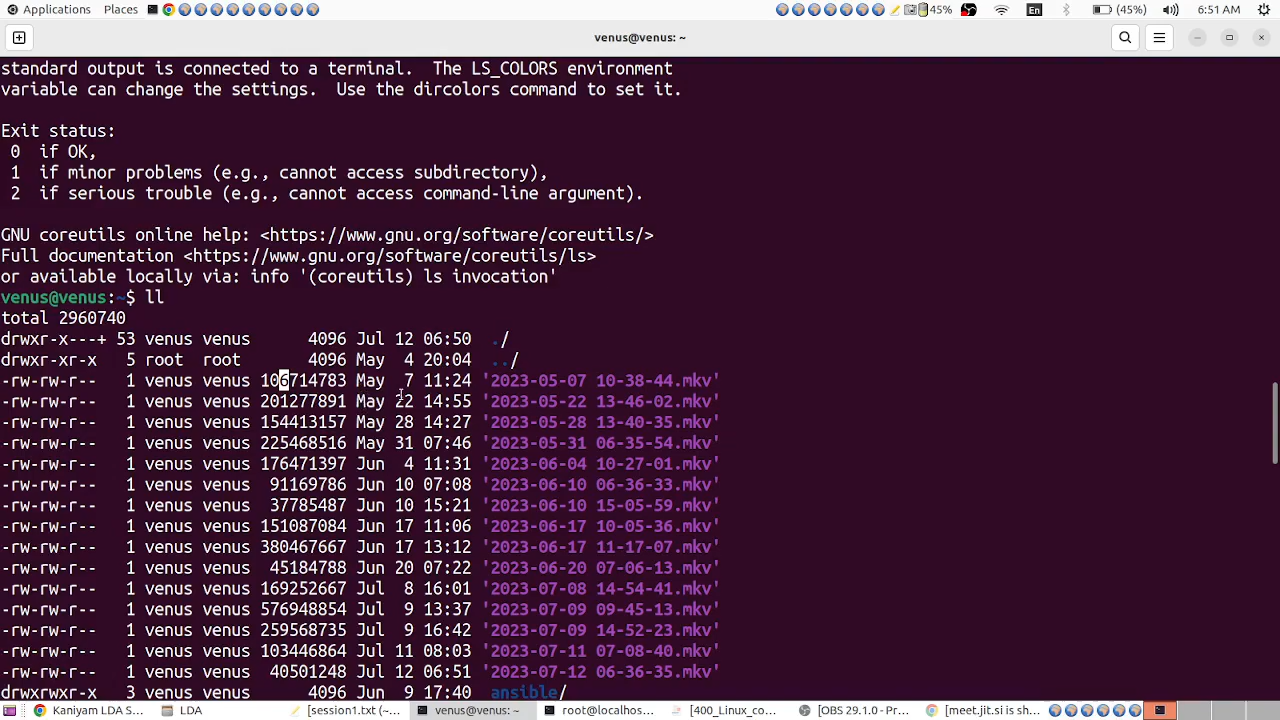 Applications Places 45% En (45%) 6:51 AM
venus@venus: ~
standard output is connected to a terminal.  The LS_COLORS environment
variable can change the settings.  Use the dircolors command to set it.
Exit status:
 0  if OK,
 1  if minor problems (e.g., cannot access subdirectory),
 2  if serious trouble (e.g., cannot access command-line argument).
GNU coreutils online help: <https://www.gnu.org/software/coreutils/>
Full documentation <https://www.gnu.org/software/coreutils/ls>
or available locally via: info '(coreutils) ls invocation'
venus@venus:~$ ll
total 2960740
drwxr-x---+ 53 venus venus      4096 Jul 12 06:50  ./
drwxr-xr-x   5 root  root       4096 May  4 20:04  ../
-rw-rw-r--   1 venus venus 106714783 May  7 11:24 '2023-05-07 10-38-44.mkv'
-rw-rw-r--   1 venus venus 201277891 May 22 14:55 '2023-05-22 13-46-02.mkv'
-rw-rw-r--   1 venus venus 154413157 May 28 14:27 '2023-05-28 13-40-35.mkv'
-rw-rw-r--   1 venus venus 225468516 May 31 07:46 '2023-05-31 06-35-54.mkv'
-rw-rw-r--   1 venus venus 176471397 Jun  4 11:31 '2023-06-04 10-27-01.mkv'
-rw-rw-r--   1 venus venus  91169786 Jun 10 07:08 '2023-06-10 06-36-33.mkv'
-rw-rw-r--   1 venus venus  37785487 Jun 10 15:21 '2023-06-10 15-05-59.mkv'
-rw-rw-r--   1 venus venus 151087084 Jun 17 11:06 '2023-06-17 10-05-36.mkv'
-rw-rw-r--   1 venus venus 380467667 Jun 17 13:12 '2023-06-17 11-17-07.mkv'
-rw-rw-r--   1 venus venus  45184788 Jun 20 07:22 '2023-06-20 07-06-13.mkv'
-rw-rw-r--   1 venus venus 169252667 Jul  8 16:01 '2023-07-08 14-54-41.mkv'
-rw-rw-r--   1 venus venus 576948854 Jul  9 13:37 '2023-07-09 09-45-13.mkv'
-rw-rw-r--   1 venus venus 259568735 Jul  9 16:42 '2023-07-09 14-52-23.mkv'
-rw-rw-r--   1 venus venus 103446864 Jul 11 08:03 '2023-07-11 07-08-40.mkv'
-rw-rw-r--   1 venus venus  40501248 Jul 12 06:51 '2023-07-12 06-36-35.mkv'
drwxrwxr-x   3 venus venus      4096 Jun  9 17:40  ansible/
Kaniyam LDA S... LDA [session1.txt (~... venus@venus: ~ root@localhos... [400_Linux_co... [OBS 29.1.0 - Pr... [meet.jit.si is sh...